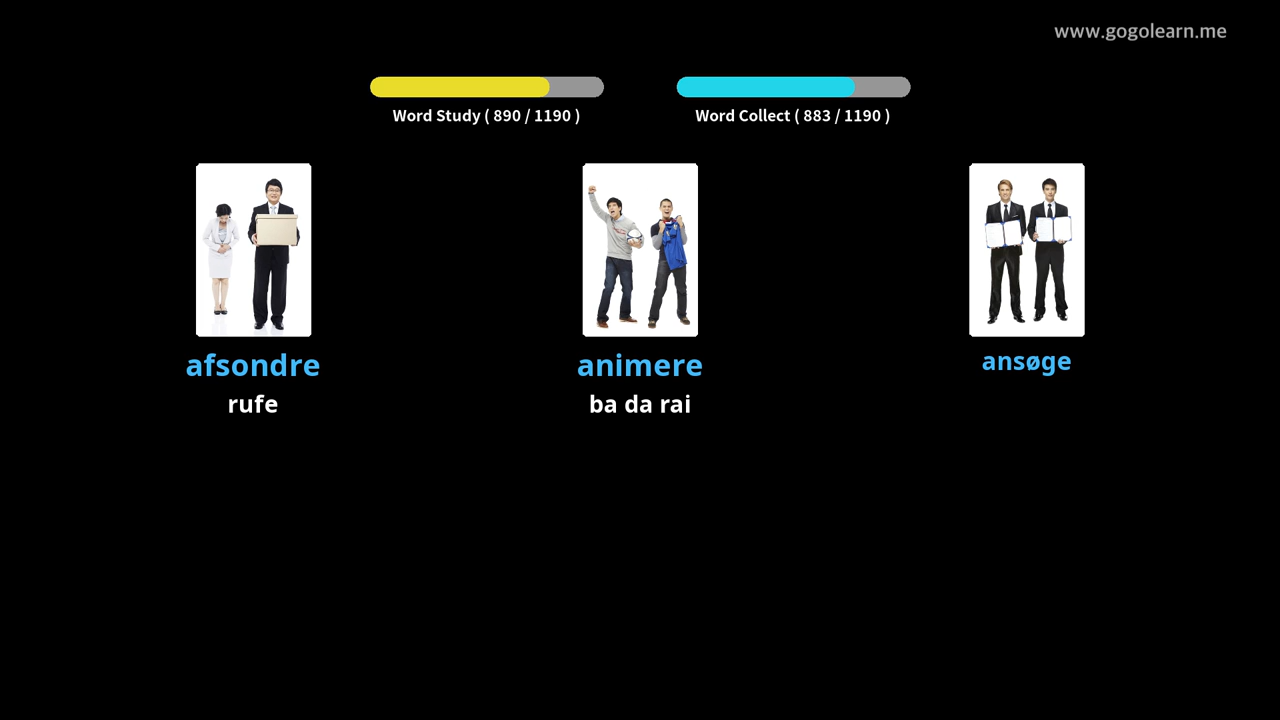 www.gogolearn.me
Word Study ( 890 / 1190 )
Word Collect ( 883 / 1190 )
afsondre
animere
ansøge
rufe
ba da rai